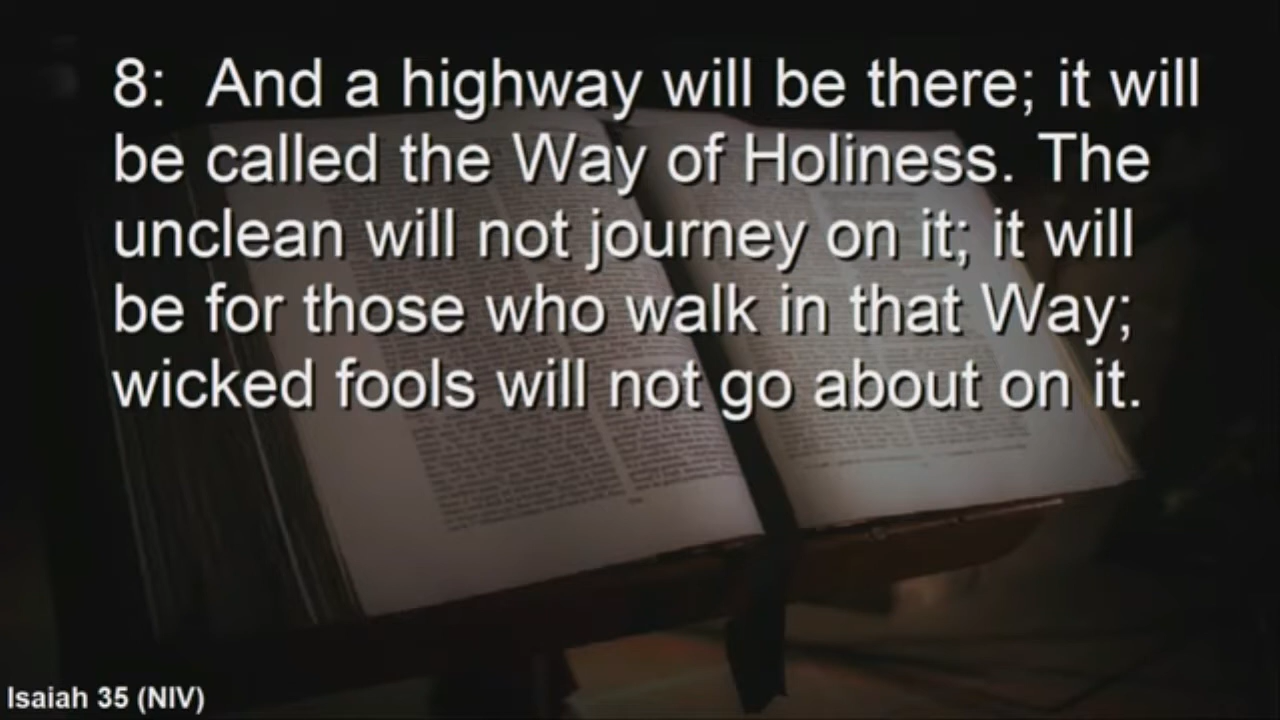 8: And a highway will be there; it will
be called the Way of Holiness. The
unclean will not journey on it; it will
be for those who walk in that Way;
wicked fools will not go about on it.
Isaiah 35 (NIV)